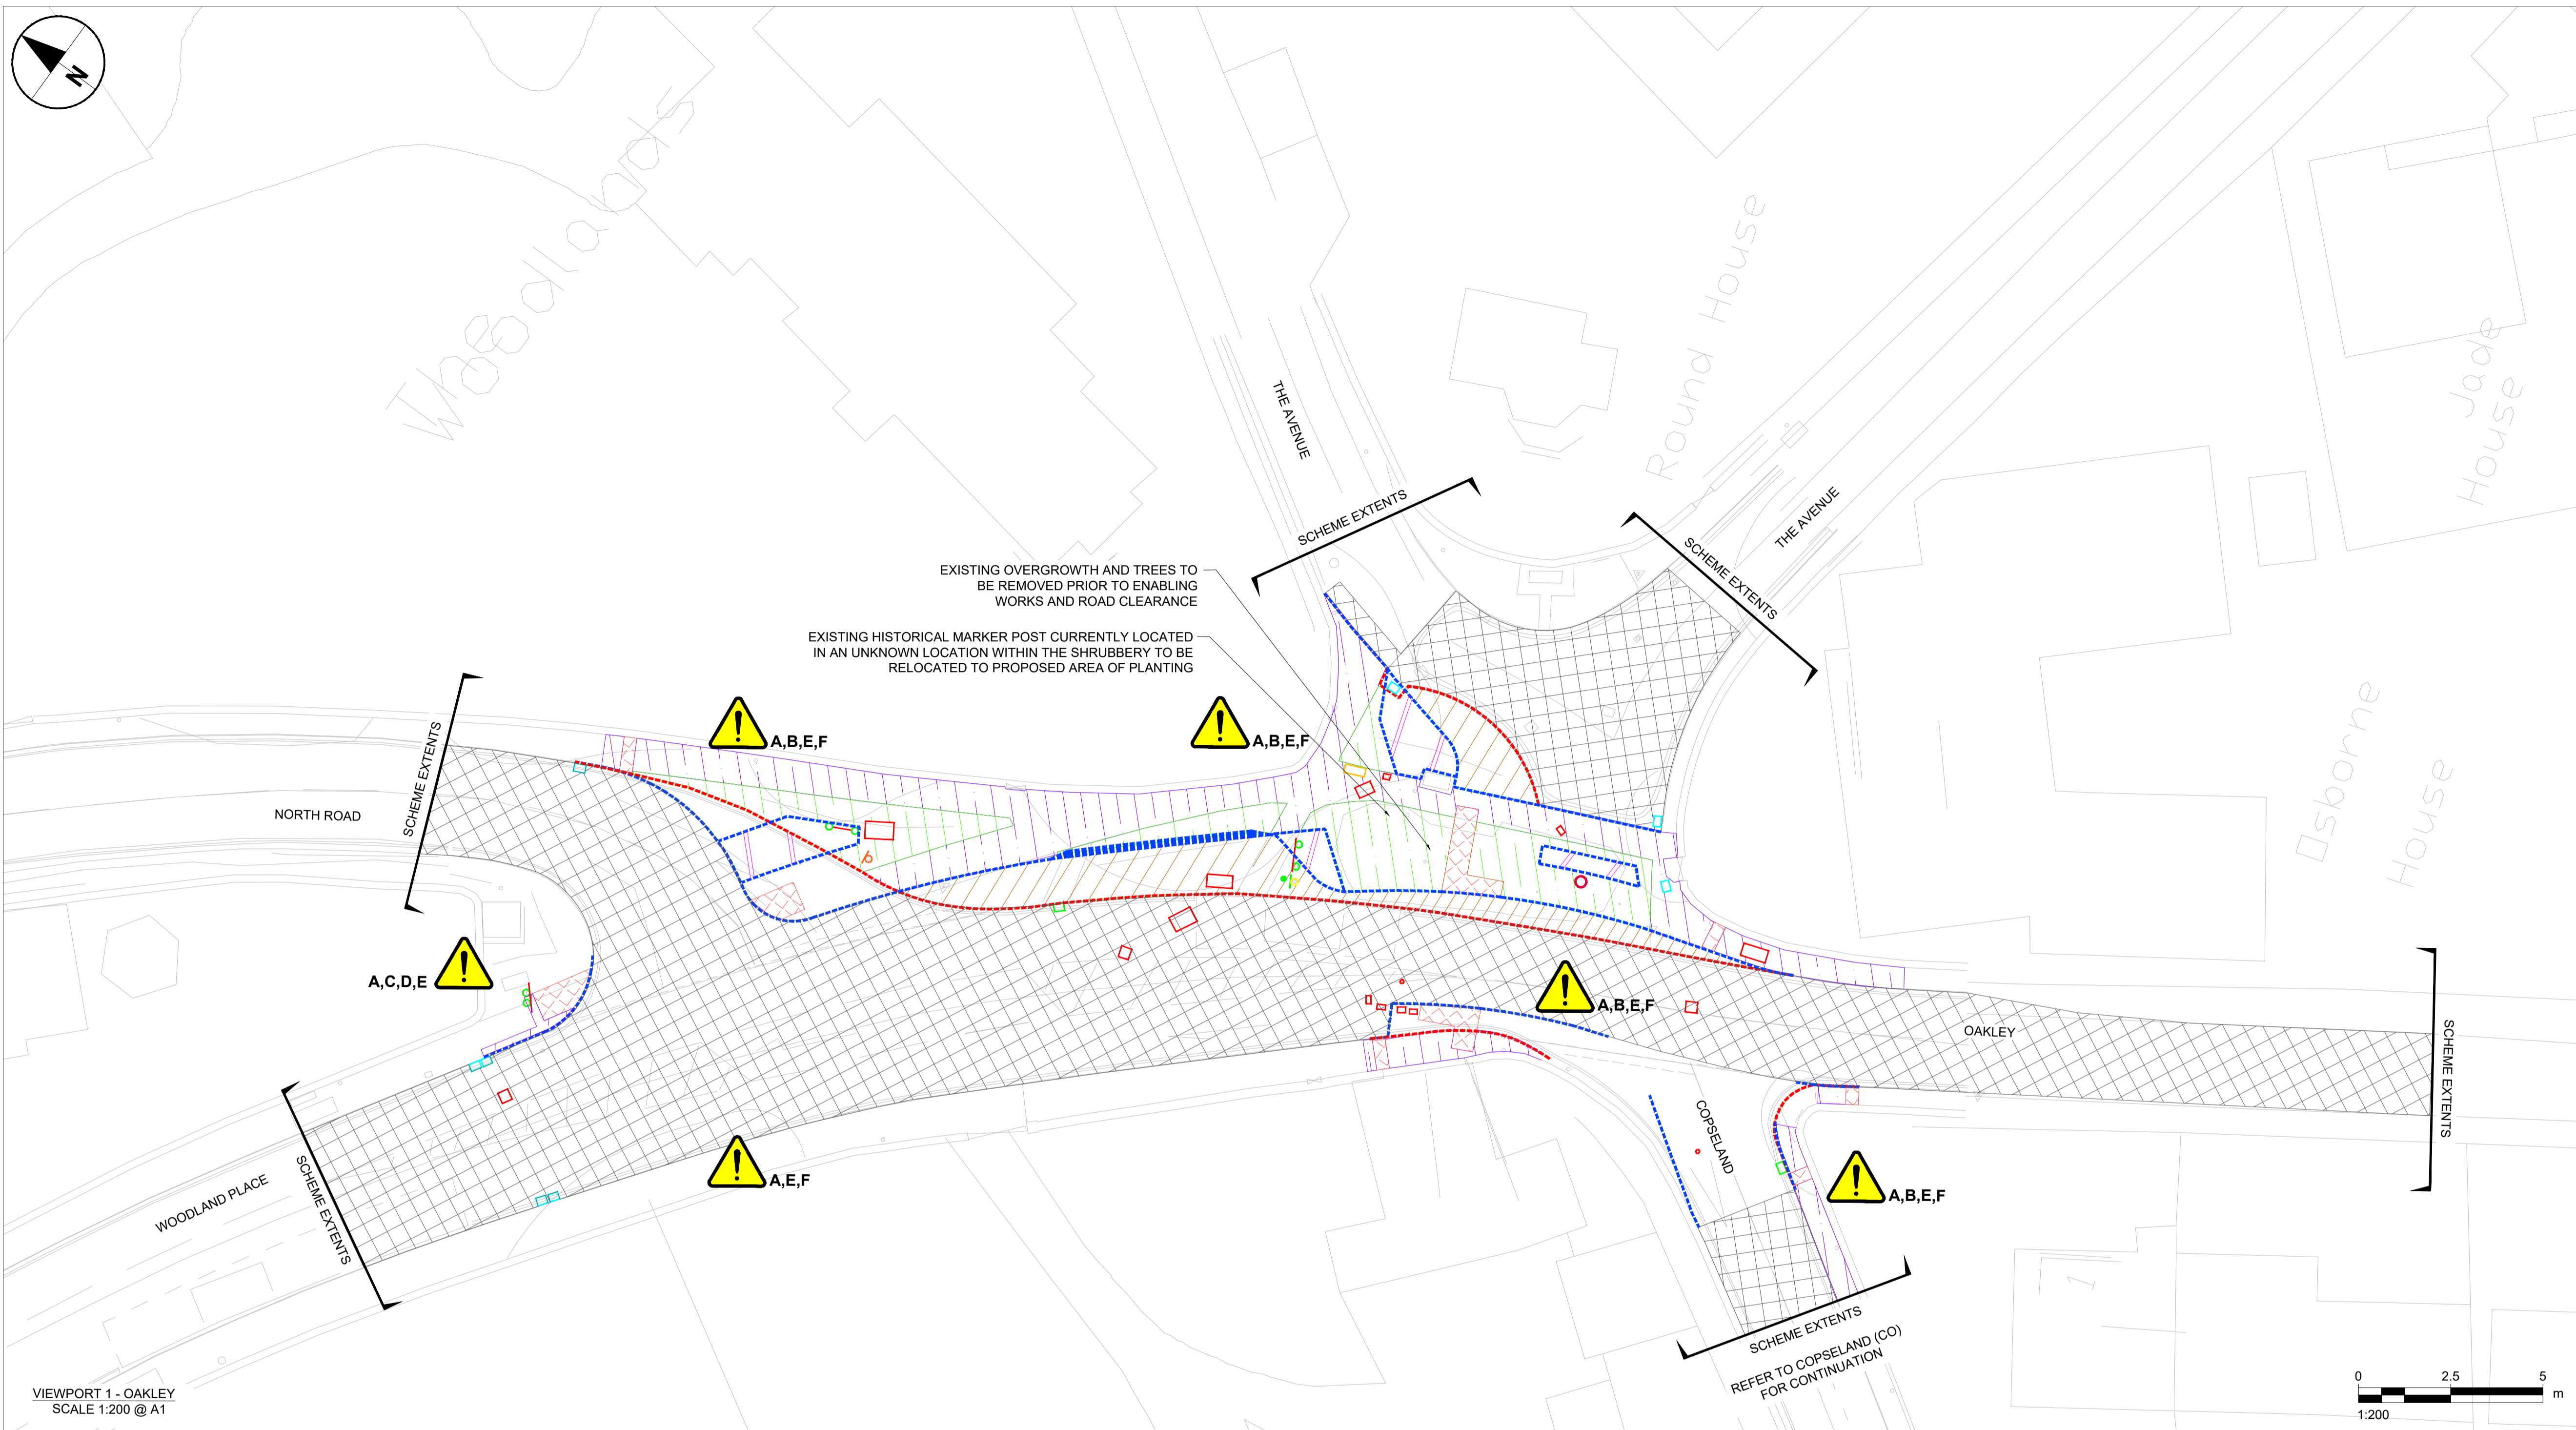 N
Woodlands
Round House
Jade
House
Osborne
House
THE AVENUE
SCHEME EXTENTS
SCHEME EXTENTS
THE AVENUE
EXISTING OVERGROWTH AND TREES TO
BE REMOVED PRIOR TO ENABLING
WORKS AND ROAD CLEARANCE
EXISTING HISTORICAL MARKER POST CURRENTLY LOCATED
IN AN UNKNOWN LOCATION WITHIN THE SHRUBBERY TO BE
RELOCATED TO PROPOSED AREA OF PLANTING
SCHEME EXTENTS
NORTH ROAD
! A,B,E,F
! A,B,E,F
A,C,D,E !
! A,B,E,F
OAKLEY
SCHEME EXTENTS
COPSELAND
! A,E,F
! A,B,E,F
WOODLAND PLACE
SCHEME EXTENTS
1
SCHEME EXTENTS
REFER TO COPSELAND (CO)
FOR CONTINUATION
VIEWPORT 1 - OAKLEY
SCALE 1:200 @ A1
0 2.5 5
m
1:200